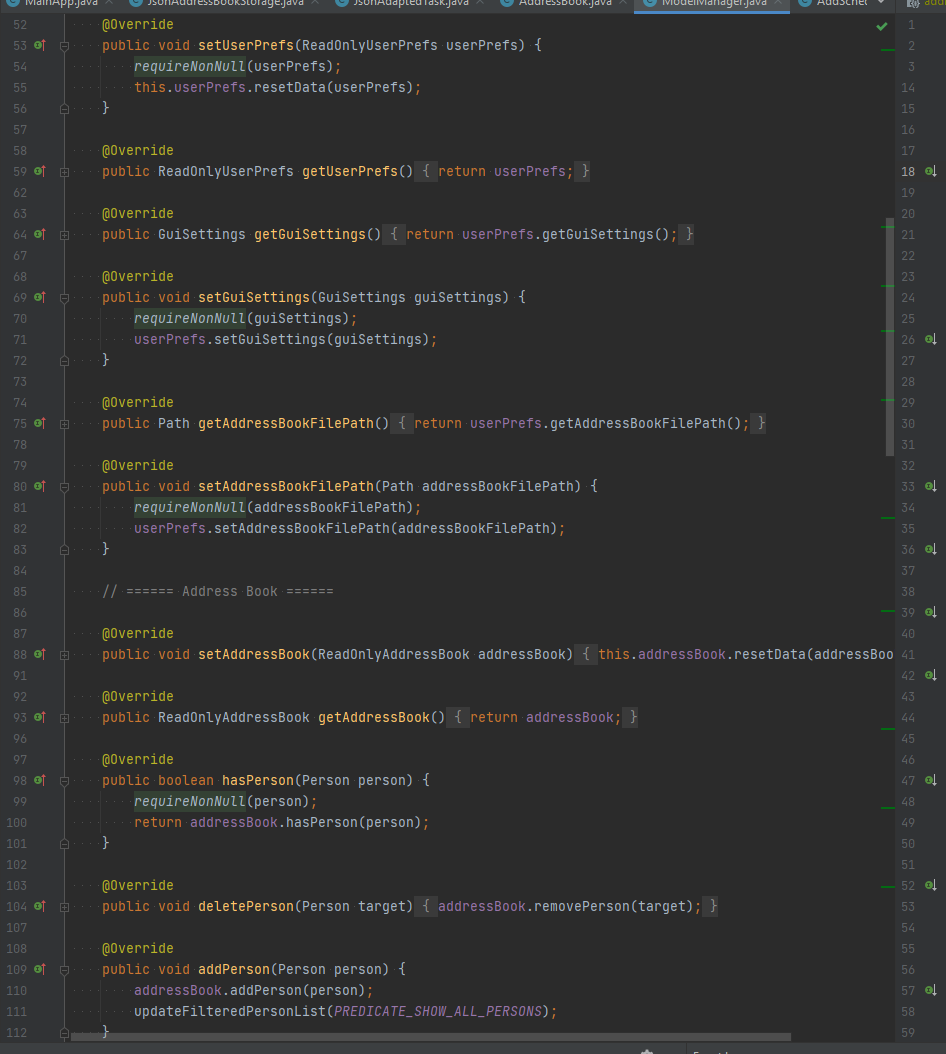 MainApp.java JsonAddressBookStorage.java JsonAdaptedTask.java AddressBook.java ModelManager.java AddSched add
52 @Override 1
53 public void setUserPrefs(ReadOnlyUserPrefs userPrefs) { 2
54 requireNonNull(userPrefs); 3
55 this.userPrefs.resetData(userPrefs); 14
56 } 15
57 16
58 @Override 17
59 public ReadOnlyUserPrefs getUserPrefs() { return userPrefs; } 18
62 19
63 @Override 20
64 public GuiSettings getGuiSettings() { return userPrefs.getGuiSettings(); } 21
67 22
68 @Override 23
69 public void setGuiSettings(GuiSettings guiSettings) { 24
70 requireNonNull(guiSettings); 25
71 userPrefs.setGuiSettings(guiSettings); 26
72 } 27
73 28
74 @Override 29
75 public Path getAddressBookFilePath() { return userPrefs.getAddressBookFilePath(); } 30
78 31
79 @Override 32
80 public void setAddressBookFilePath(Path addressBookFilePath) { 33
81 requireNonNull(addressBookFilePath); 34
82 userPrefs.setAddressBookFilePath(addressBookFilePath); 35
83 } 36
84 37
85 // ====== Address Book ====== 38
86 39
87 @Override 40
88 public void setAddressBook(ReadOnlyAddressBook addressBook) { this.addressBook.resetData(addressBoo 41
91 42
92 @Override 43
93 public ReadOnlyAddressBook getAddressBook() { return addressBook; } 44
96 45
97 @Override 46
98 public boolean hasPerson(Person person) { 47
99 requireNonNull(person); 48
100 return addressBook.hasPerson(person); 49
101 } 50
102 51
103 @Override 52
104 public void deletePerson(Person target) { addressBook.removePerson(target); } 53
107 54
108 @Override 55
109 public void addPerson(Person person) { 56
110 addressBook.addPerson(person); 57
111 updateFilteredPersonList(PREDICATE_SHOW_ALL_PERSONS); 58
112 } 59